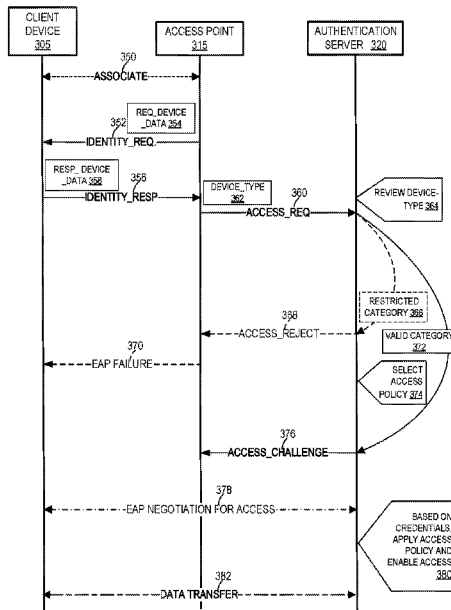 CLIENT
DEVICE
305
ACCESS POINT
315
AUTHENTICATION
SERVER 320
350
ASSOCIATE
352
REQ_DEVICE
_DATA 354
IDENTITY_REQ.
RESP_DEVICE
_DATA 358
356
IDENTITY_RESP
DEVICE_TYPE
362
360
ACCESS_REQ
REVIEW DEVICE-
TYPE 364
RESTRICTED
CATEGORY 366
368
ACCESS_REJECT
VALID CATEGORY
372
370
EAP FAILURE
SELECT
ACCESS
POLICY 374
376
ACCESS_CHALLENGE
378
EAP NEGOTIATION FOR ACCESS
BASED ON
CREDENTIALS,
APPLY ACCESS
POLICY AND
ENABLE ACCESS
380
382
DATA TRANSFER